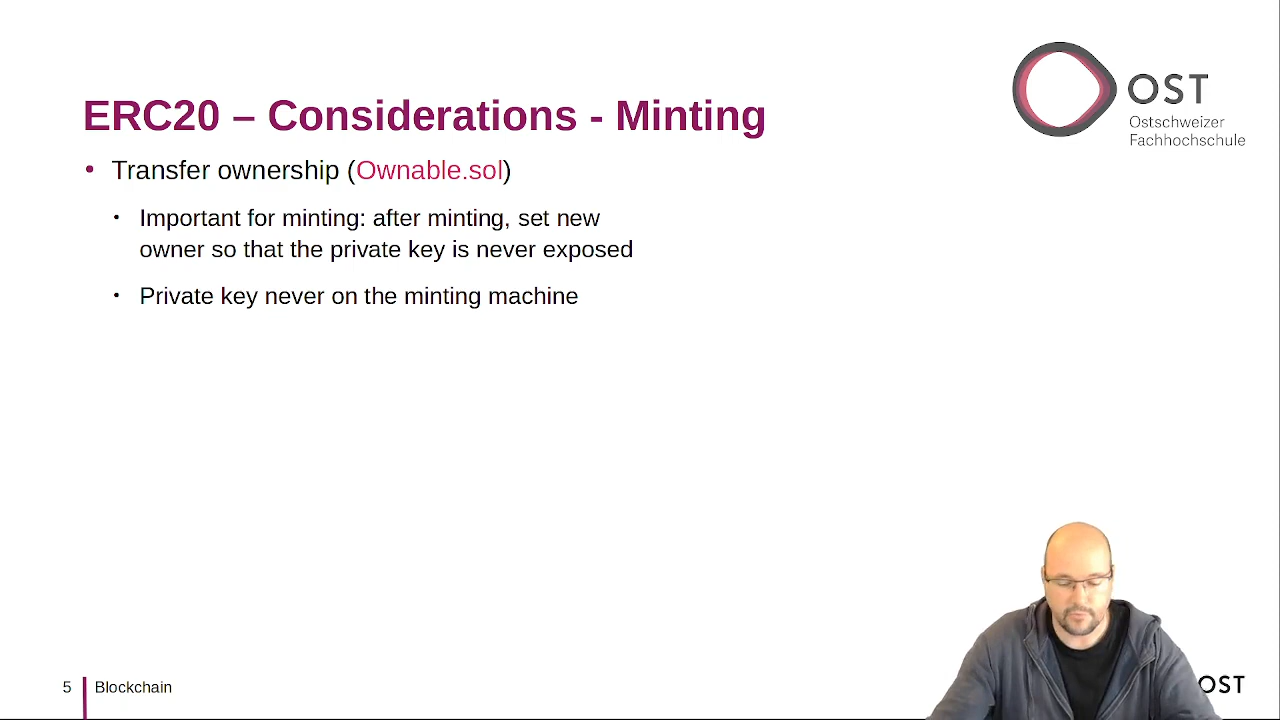 OST
Ostschweizer
Fachhochschule
ERC20 – Considerations - Minting
• Transfer ownership (Ownable.sol)
• Important for minting: after minting, set new
owner so that the private key is never exposed
• Private key never on the minting machine
5 Blockchain
OST